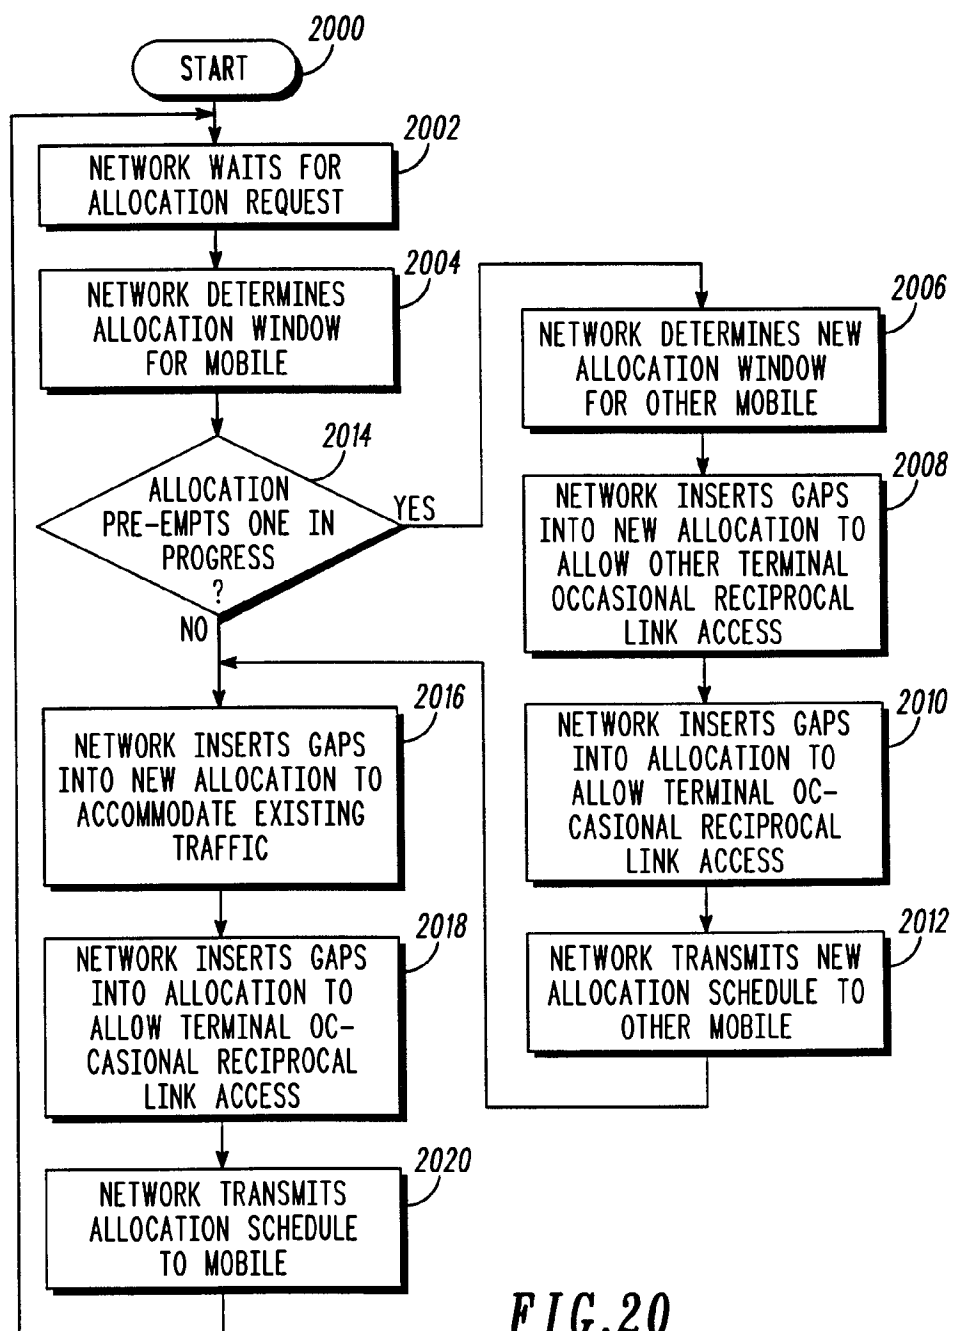 2000
START
2002
NETWORK WAITS FOR
ALLOCATION REQUEST
2004
NETWORK DETERMINES
ALLOCATION WINDOW
FOR MOBILE
2014
ALLOCATION
PRE-EMPTS ONE IN
PROGRESS
?
YES
NO
2006
NETWORK DETERMINES NEW
ALLOCATION WINDOW
FOR OTHER MOBILE
2008
NETWORK INSERTS GAPS
INTO NEW ALLOCATION TO
ALLOW OTHER TERMINAL
OCCASIONAL RECIPROCAL
LINK ACCESS
2010
NETWORK INSERTS GAPS
INTO ALLOCATION TO
ALLOW TERMINAL OC-
CASIONAL RECIPROCAL
LINK ACCESS
2012
NETWORK TRANSMITS NEW
ALLOCATION SCHEDULE TO
OTHER MOBILE
2016
NETWORK INSERTS GAPS
INTO NEW ALLOCATION TO
ACCOMMODATE EXISTING
TRAFFIC
2018
NETWORK INSERTS GAPS
INTO ALLOCATION TO
ALLOW TERMINAL OC-
CASIONAL RECIPROCAL
LINK ACCESS
2020
NETWORK TRANSMITS
ALLOCATION SCHEDULE
TO MOBILE
FIG.20